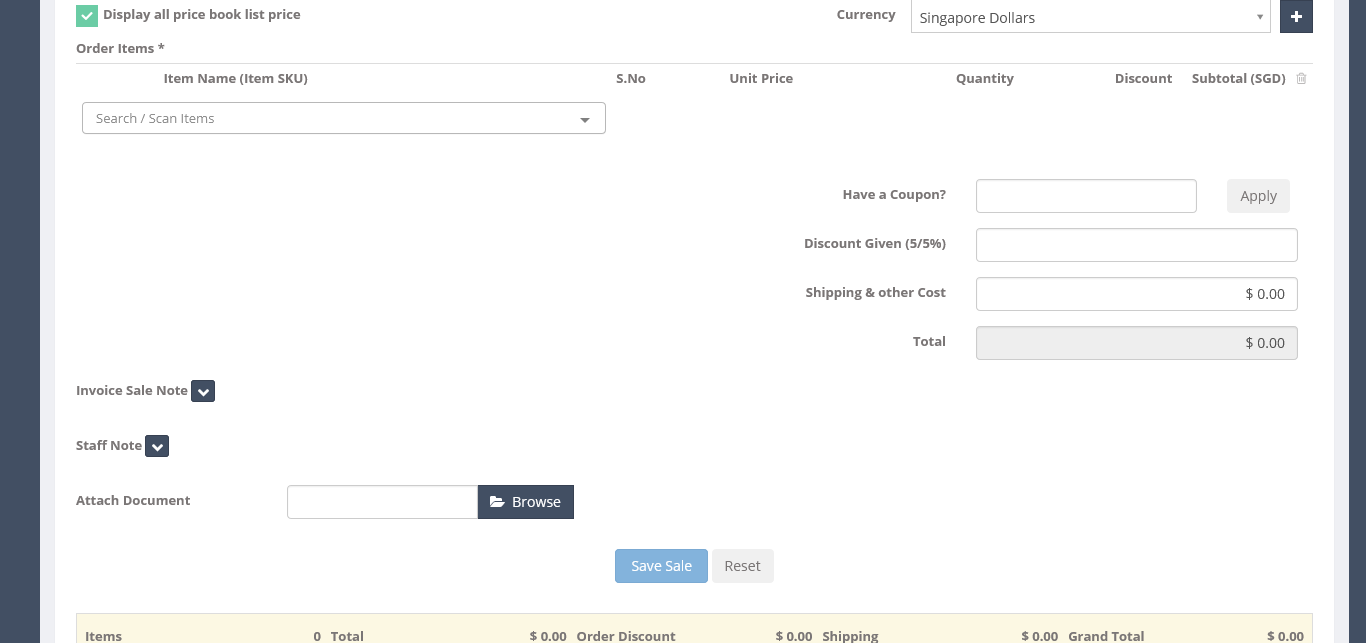 Display all price book list price Currency Singapore Dollars
Order Items *
Item Name (Item SKU) S.No Unit Price Quantity Discount Subtotal (SGD)
Search / Scan Items
Have a Coupon? Apply
Discount Given (5/5%)
Shipping & other Cost $ 0.00
Total $ 0.00
Invoice Sale Note
Staff Note
Attach Document Browse
Save Sale Reset
Items 0 Total $ 0.00 Order Discount $ 0.00 Shipping $ 0.00 Grand Total $ 0.00